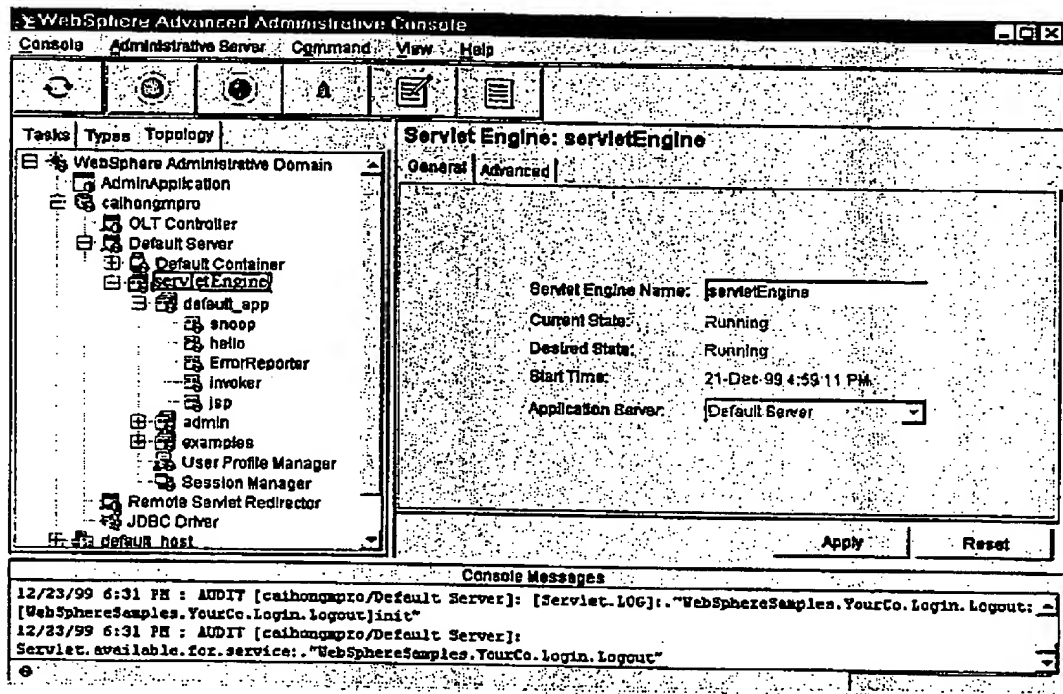 WebSphere Advanced Administrative Console
Console Administrative Server Command View Help
Tasks Types Topology
WebSphere Administrative Domain
AdminApplication
caihongmpro
OLT Controller
Default Server
Default Container
servletEngine
default_app
snoop
hello
ErrorReporter
invoker
jsp
admin
examples
User Profile Manager
Session Manager
Remote Servlet Redirector
JDBC Driver
default_host
Servlet Engine: servletEngine
General Advanced
Servlet Engine Name: servletEngine
Current State: Running
Desired State: Running
Start Time: 21-Dec-99 4:59:11 PM
Application Server: Default Server
Apply Reset
Console Messages
12/23/99 6:31 PM : AUDIT [caihongmpro/Default Server]: [Servlet.LOG]:."WebSphereSamples.YourCo.Login.Logout:
[WebSphereSamples.YourCo.Login.Logout]init"
12/23/99 6:31 PM : AUDIT [caihongmpro/Default Server]:
Servlet.available.for.service:."WebSphereSamples.YourCo.Login.Logout"